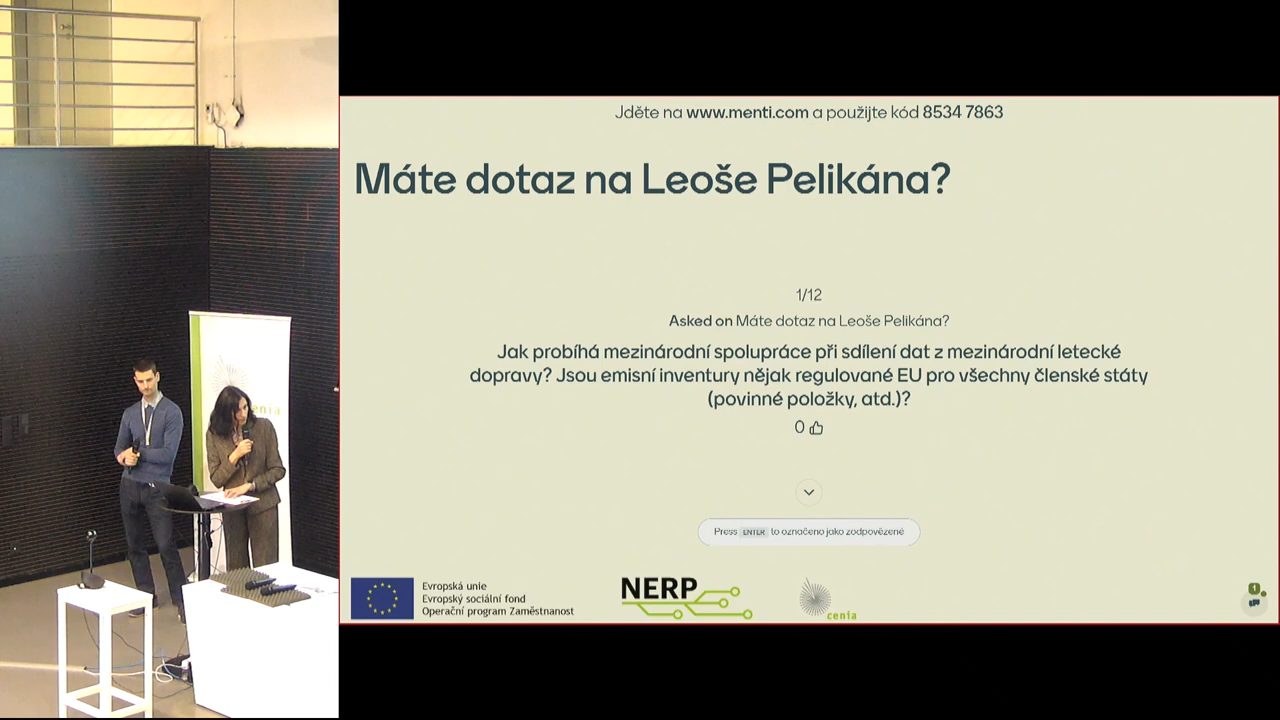 Jděte na www.menti.com a použijte kód 8534 7863
Máte dotaz na Leoše Pelikána?
1/12
Asked on Máte dotaz na Leoše Pelikána?
Jak probíhá mezinárodní spolupráce při sdílení dat z mezinárodní letecké
dopravy? Jsou emisní inventury nějak regulované EU pro všechny členské státy
(povinné položky, atd.)?
0
Press ENTER to označeno jako zodpovězené
Evropská unie
Evropský sociální fond
Operační program Zaměstnanost
NERP
cenia
cenia
1